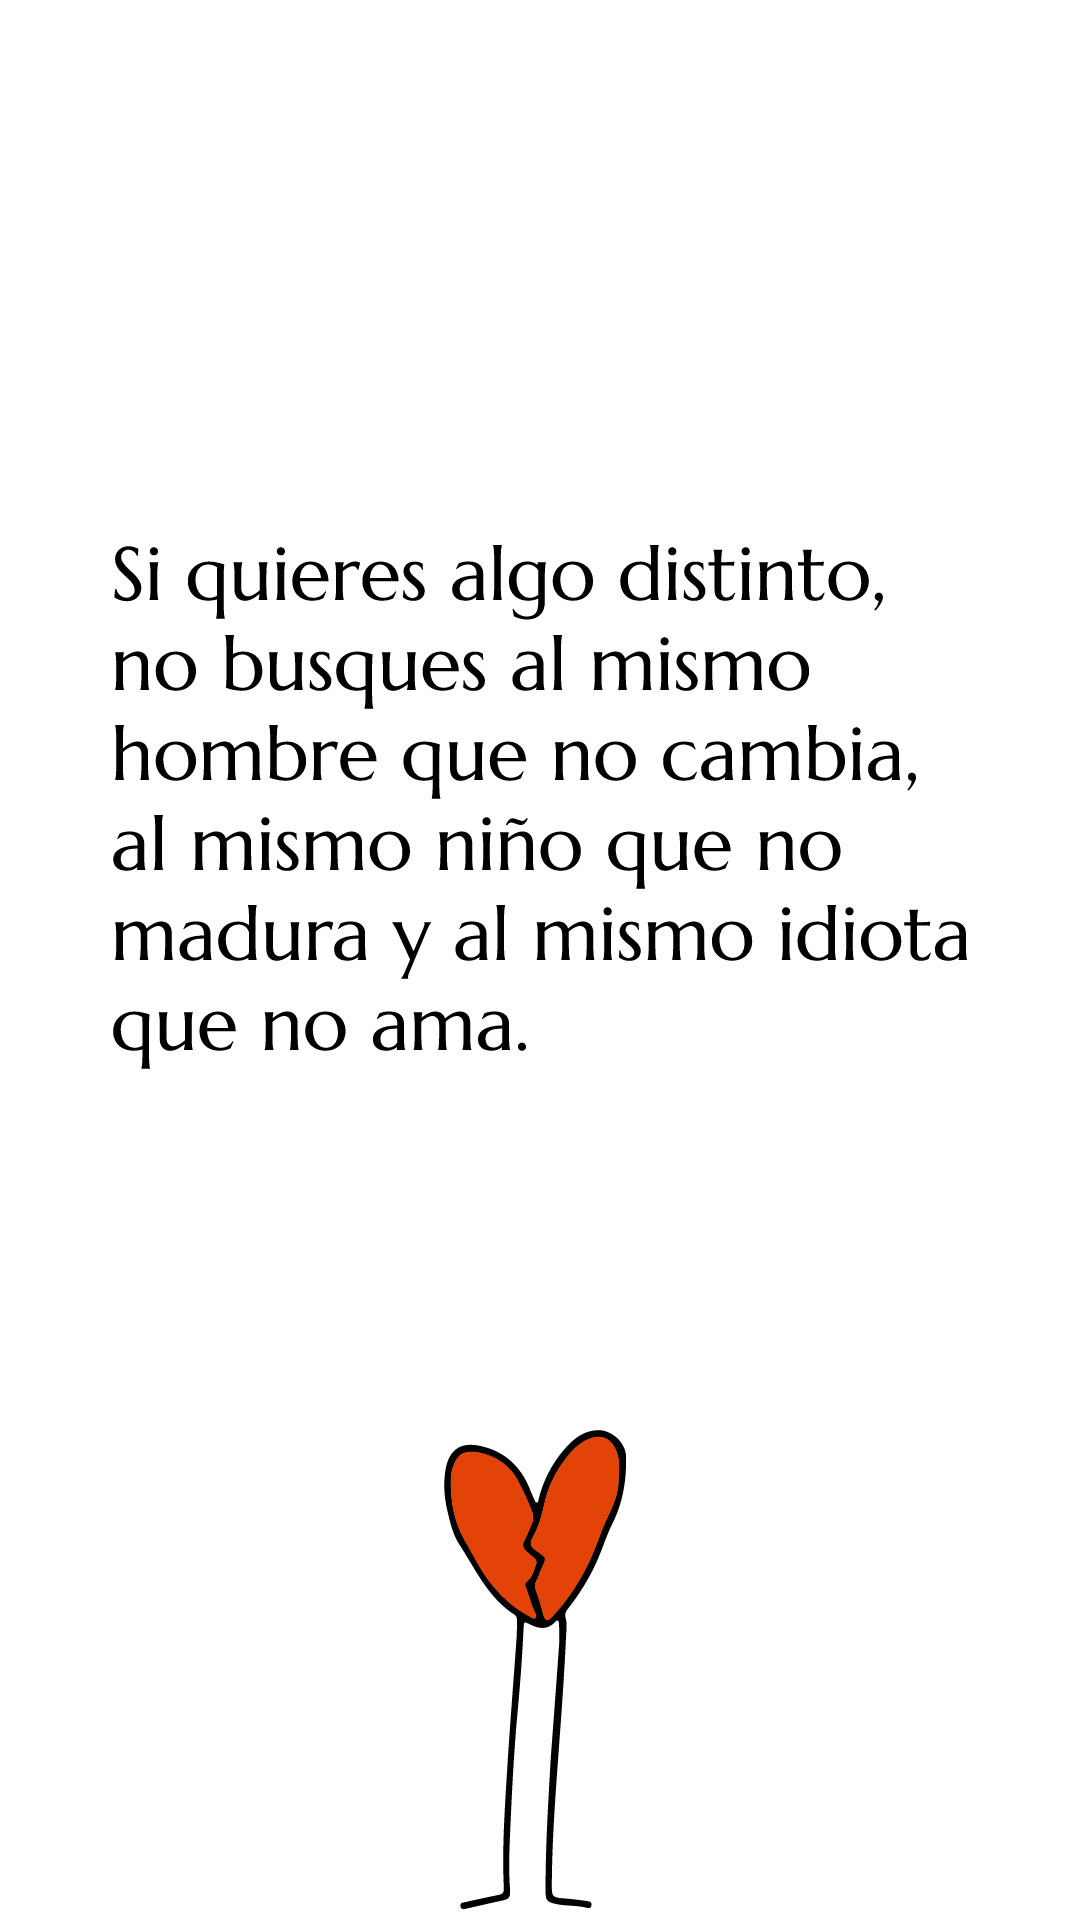 Si quieres algo distinto,
no busques al mismo
hombre que no cambia,
al mismo niño que no
madura y al mismo idiota
que no ama.